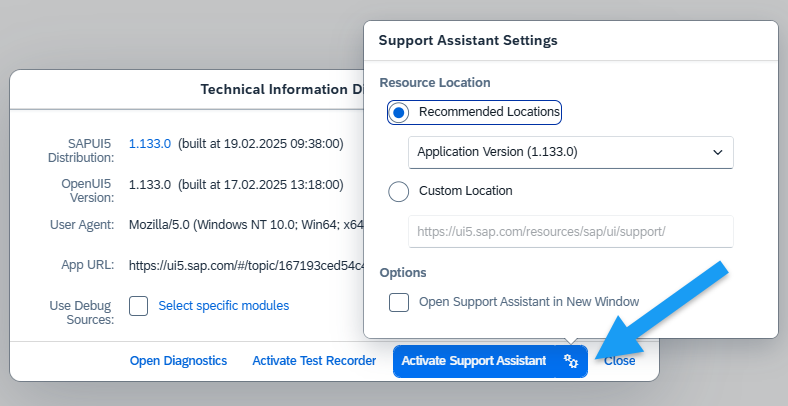 Support Assistant Settings
Resource Location
Recommended Locations
Application Version (1.133.0)
Custom Location
https://ui5.sap.com/resources/sap/ui/support/
Options
Open Support Assistant in New Window
Technical Information
SAPUI5 Distribution: 1.133.0 (built at 19.02.2025 09:38:00)
OpenUI5 Version: 1.133.0 (built at 17.02.2025 13:18:00)
User Agent: Mozilla/5.0 (Windows NT 10.0; Win64; x64
App URL: https://ui5.sap.com/#/topic/167193ced54c
Use Debug Sources: Select specific modules
Open Diagnostics Activate Test Recorder Activate Support Assistant Close